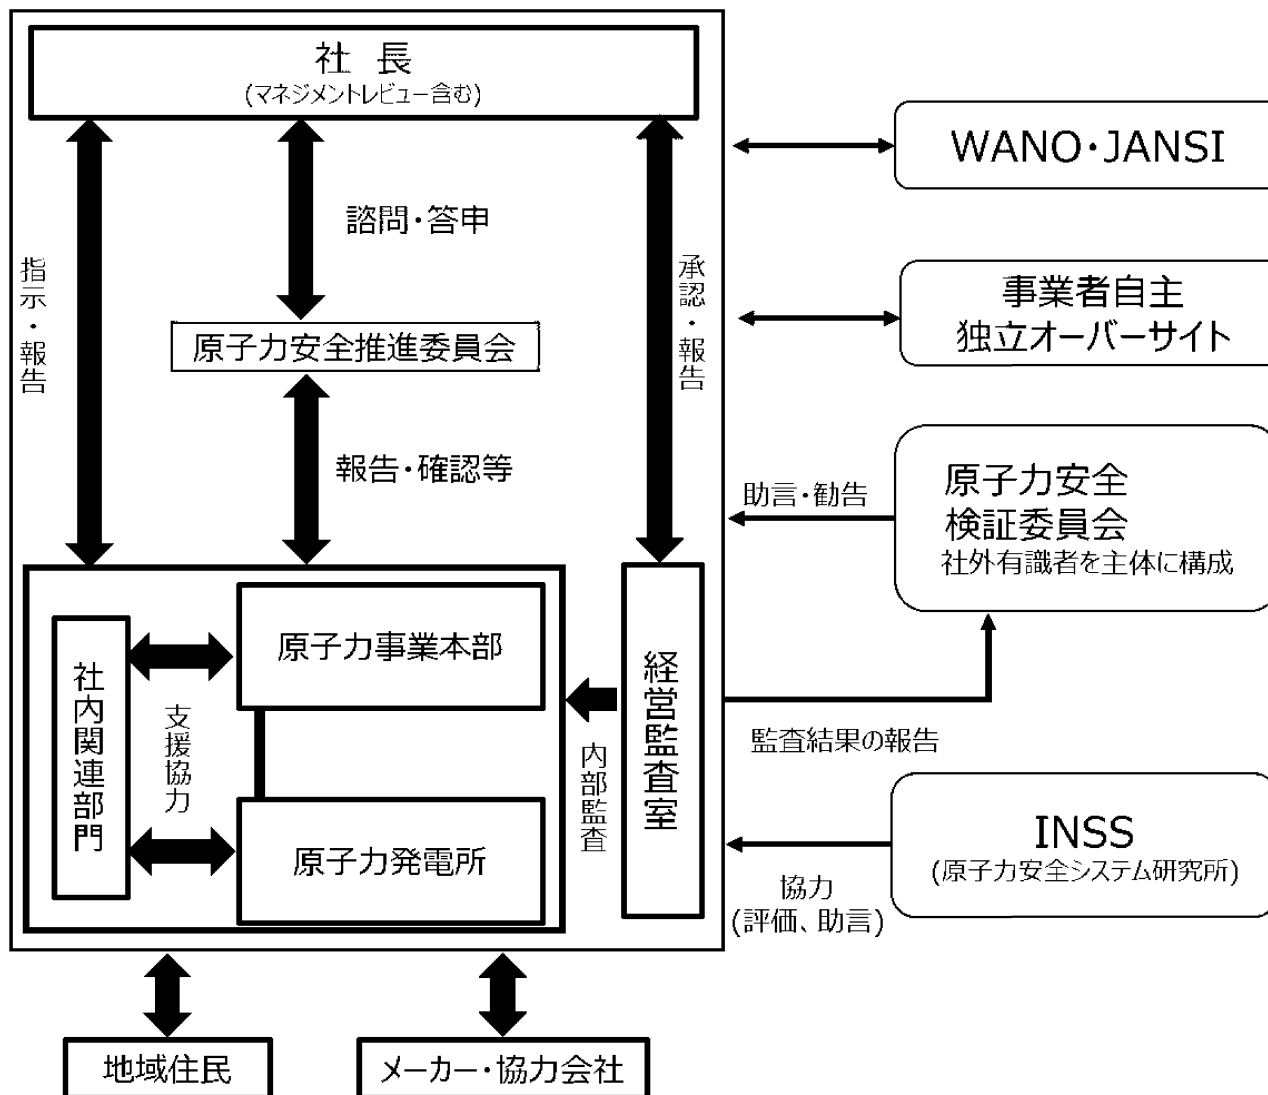 社 長
(マネジメントレビュー含む)
指示・報告
諮問・答申
承認・報告
原子力安全推進委員会
報告・確認等
社内関連部門
支援協力
原子力事業本部
原子力発電所
内部監査
経営監査室
WANO・JANSI
事業者自主
独立オーバーサイト
助言・勧告
原子力安全
検証委員会
社外有識者を主体に構成
監査結果の報告
INSS
(原子力安全システム研究所)
協力
(評価、助言)
地域住民
メーカー・協力会社